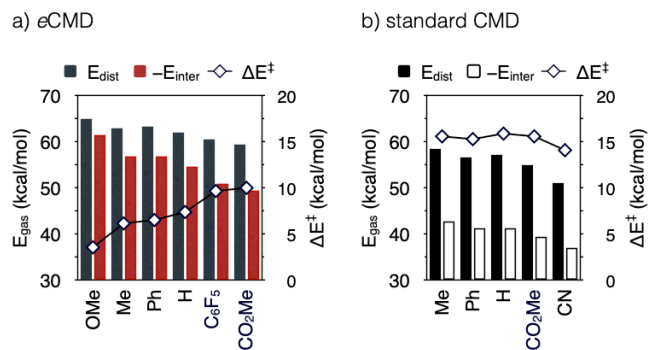 a) eCMD
E_dist –E_inter ΔE‡
70 20
60 15
50 10
40 5
30 0
E_gas (kcal/mol)
ΔE‡ (kcal/mol)
OMe Me Ph H C₆F₅ CO₂Me
b) standard CMD
E_dist –E_inter ΔE‡
70 20
60 15
50 10
40 5
30 0
E_gas (kcal/mol)
ΔE‡ (kcal/mol)
Me Ph H CO₂Me CN